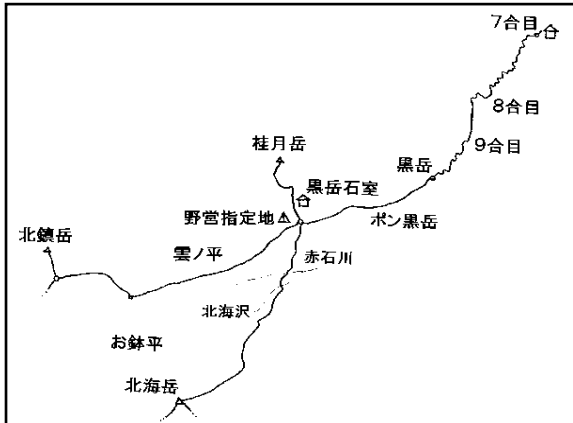 7合目
8合目
9合目
桂月岳
黒岳
黒岳石室
野営指定地
ポン黒岳
北鎮岳
雲ノ平
赤石川
北海沢
お鉢平
北海岳